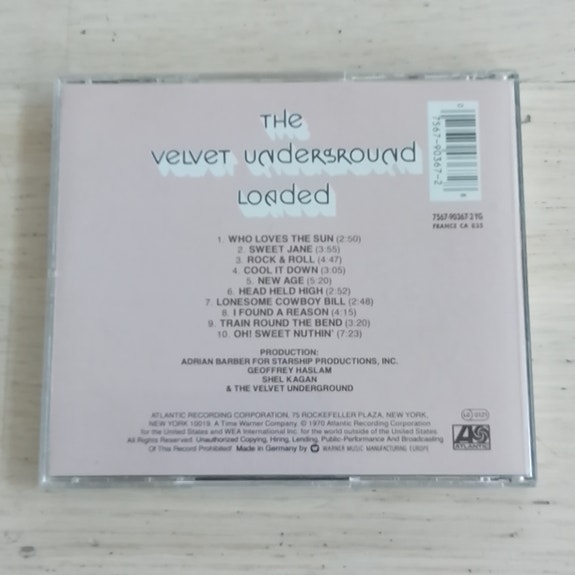 THE
VELVET UNDERGROUND
LOADED
7567-90367-2
7567-90367-2 YG
FRANCE CA 835
1. WHO LOVES THE SUN (2:50)
2. SWEET JANE (3:55)
3. ROCK & ROLL (4:47)
4. COOL IT DOWN (3:05)
5. NEW AGE (5:20)
6. HEAD HELD HIGH (2:52)
7. LONESOME COWBOY BILL (2:48)
8. I FOUND A REASON (4:15)
9. TRAIN ROUND THE BEND (3:20)
10. OH! SWEET NUTHIN' (7:23)
PRODUCTION:
ADRIAN BARBER FOR STARSHIP PRODUCTIONS, INC.
GEOFFREY HASLAM
SHEL KAGAN
& THE VELVET UNDERGROUND
ATLANTIC RECORDING CORPORATION, 75 ROCKEFELLER PLAZA, NEW YORK,
NEW YORK 10019. A Time Warner Company. © 1970 Atlantic Recording Corporation
for the United States and WEA International Inc. for the world outside of the United States.
All Rights Reserved. Unauthorized Copying, Hiring, Lending, Public-Performance And Broadcasting
Of This Record Prohibited! Made in Germany by WARNER MUSIC MANUFACTURING EUROPE
ATLANTIC